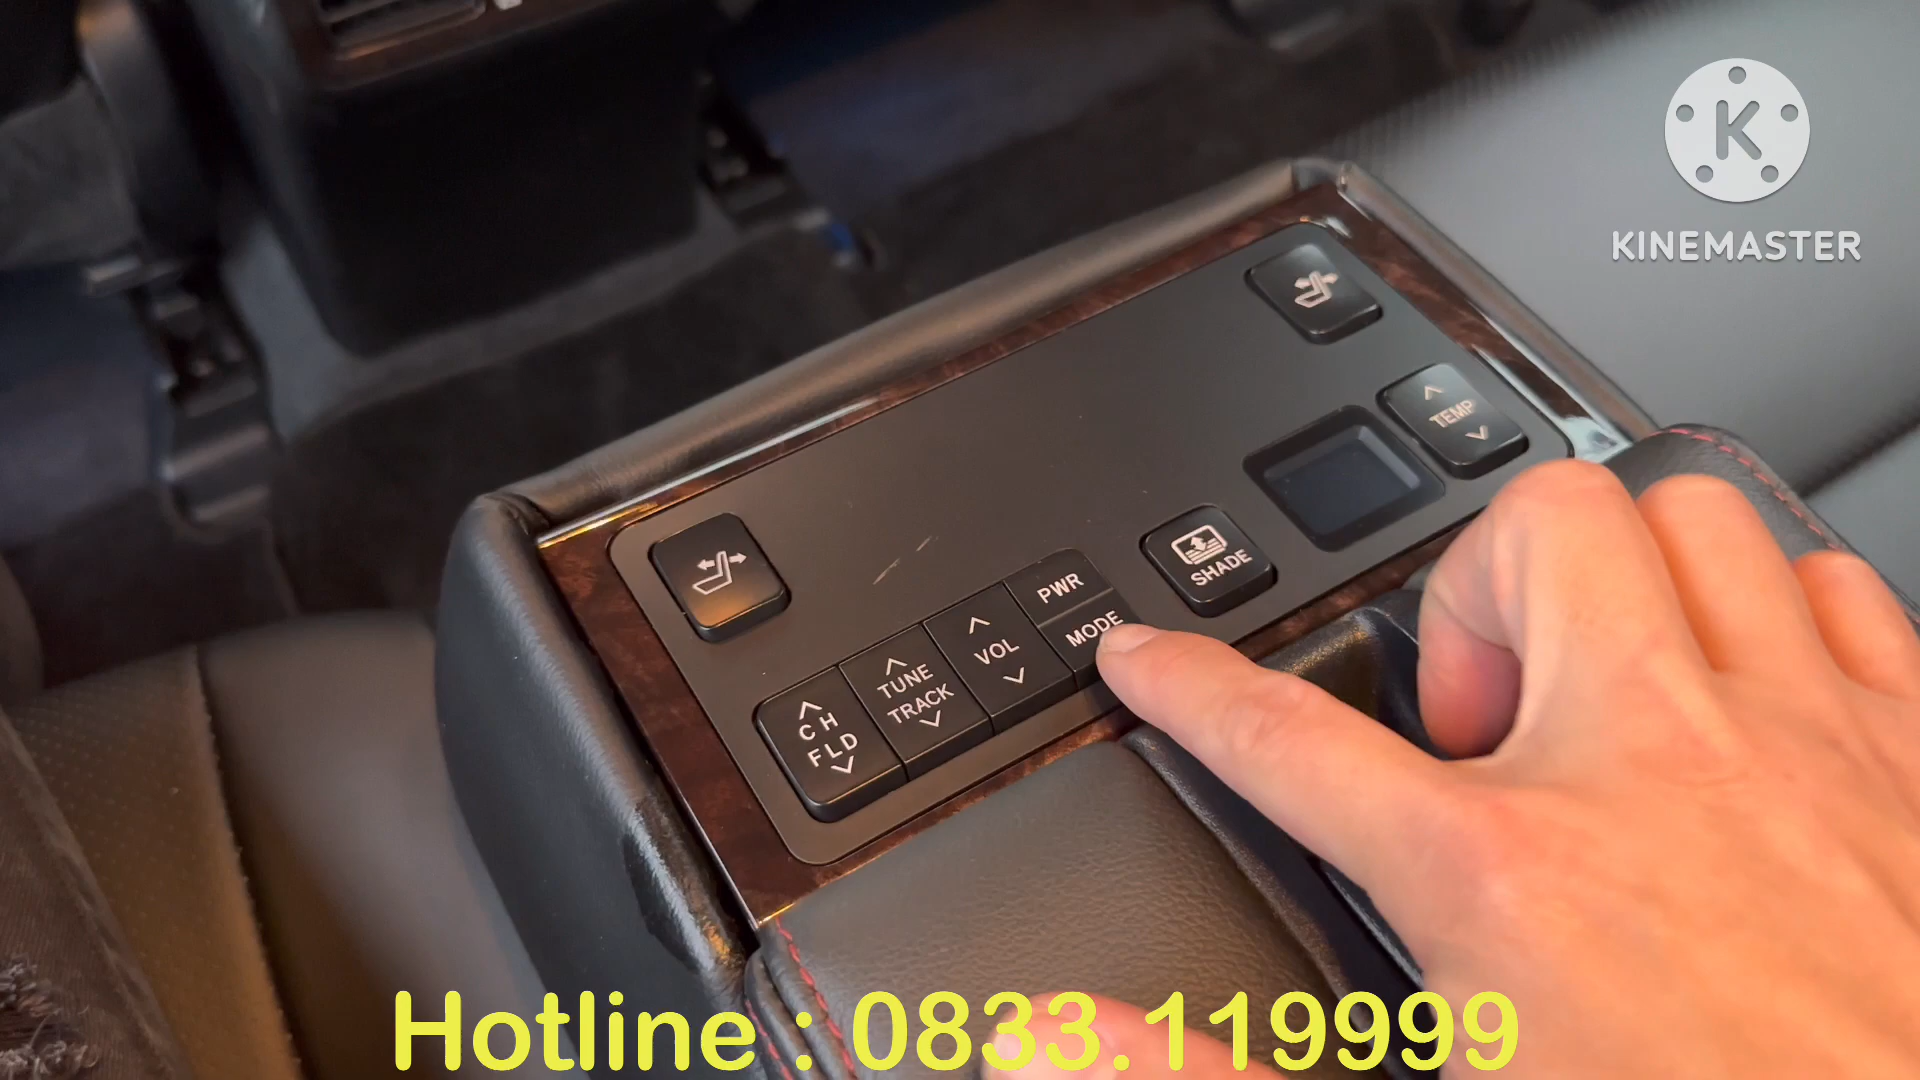 K
KINEMASTER
TEMP
SHADE
PWR
MODE
VOL
TUNE
TRACK
CH
FLD
Hotline : 0833.119999